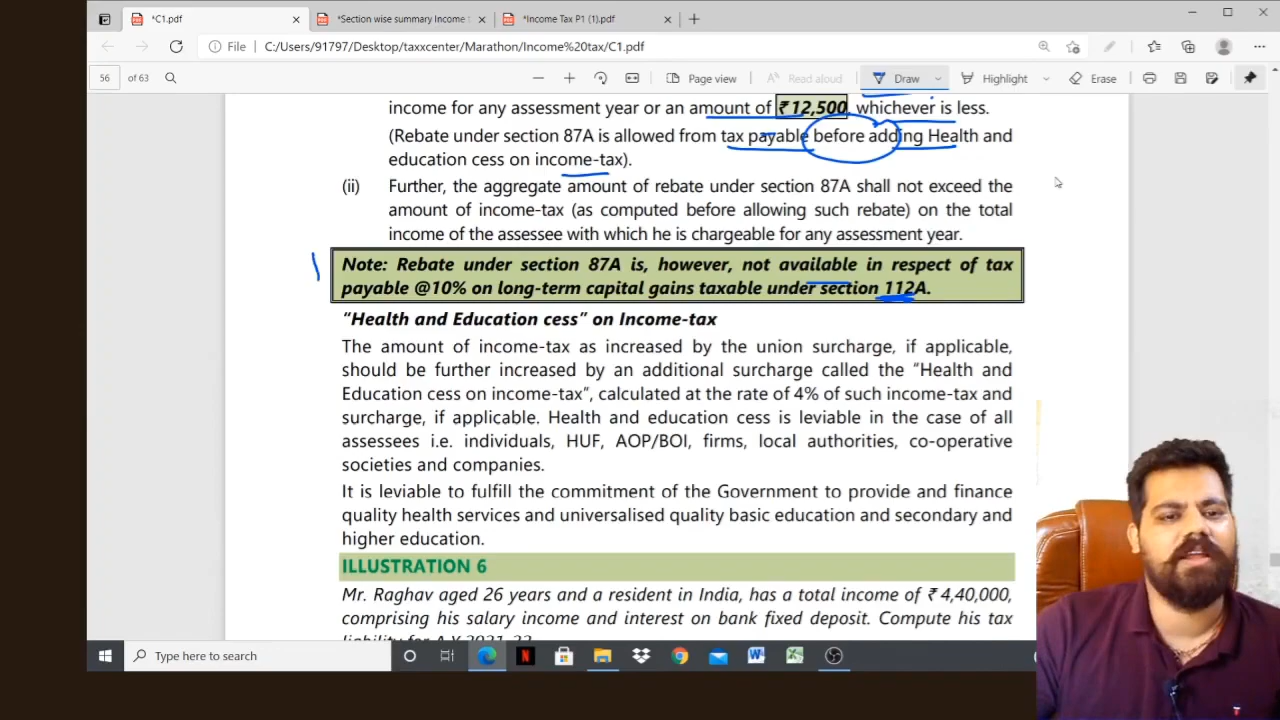 *C1.pdf
*Section wise summary Income t
*Income Tax P1 (1).pdf
File
C:/Users/91797/Desktop/taxxcenter/Marathon/Income%20tax/C1.pdf
56 of 63
Page view
Read aloud
Draw
Highlight
Erase
income for any assessment year or an amount of ₹ 12,500, whichever is less.
(Rebate under section 87A is allowed from tax payable before adding Health and
education cess on income-tax).
(ii) Further, the aggregate amount of rebate under section 87A shall not exceed the
amount of income-tax (as computed before allowing such rebate) on the total
income of the assessee with which he is chargeable for any assessment year.
Note: Rebate under section 87A is, however, not available in respect of tax
payable @10% on long-term capital gains taxable under section 112A.
“Health and Education cess” on Income-tax
The amount of income-tax as increased by the union surcharge, if applicable,
should be further increased by an additional surcharge called the “Health and
Education cess on income-tax”, calculated at the rate of 4% of such income-tax and
surcharge, if applicable. Health and education cess is leviable in the case of all
assessees i.e. individuals, HUF, AOP/BOI, firms, local authorities, co-operative
societies and companies.
It is leviable to fulfill the commitment of the Government to provide and finance
quality health services and universalised quality basic education and secondary and
higher education.
ILLUSTRATION 6
Mr. Raghav aged 26 years and a resident in India, has a total income of ₹ 4,40,000,
comprising his salary income and interest on bank fixed deposit. Compute his tax
liability for A.Y.2021-22
Type here to search